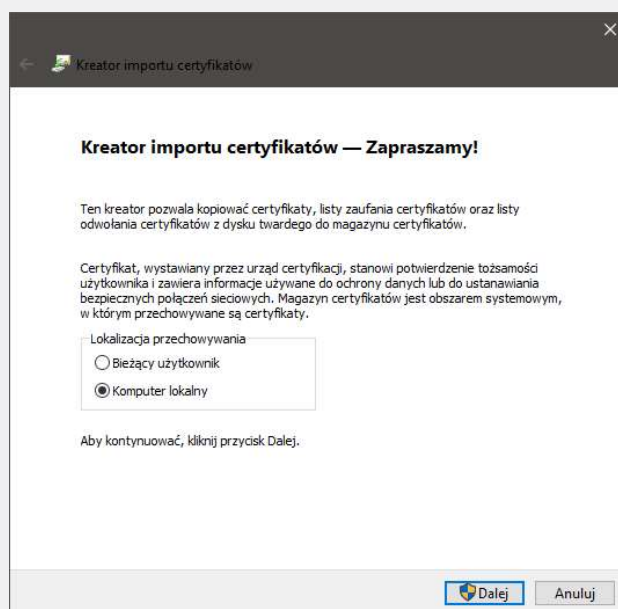 Kreator importu certyfikatów
Kreator importu certyfikatów — Zapraszamy!
Ten kreator pozwala kopiować certyfikaty, listy zaufania certyfikatów oraz listy
odwołania certyfikatów z dysku twardego do magazynu certyfikatów.
Certyfikat, wystawiany przez urząd certyfikacji, stanowi potwierdzenie tożsamości
użytkownika i zawiera informacje używane do ochrony danych lub do ustanawiania
bezpiecznych połączeń sieciowych. Magazyn certyfikatów jest obszarem systemowym,
w którym przechowywane są certyfikaty.
Lokalizacja przechowywania
Bieżący użytkownik
Komputer lokalny
Aby kontynuować, kliknij przycisk Dalej.
Dalej
Anuluj